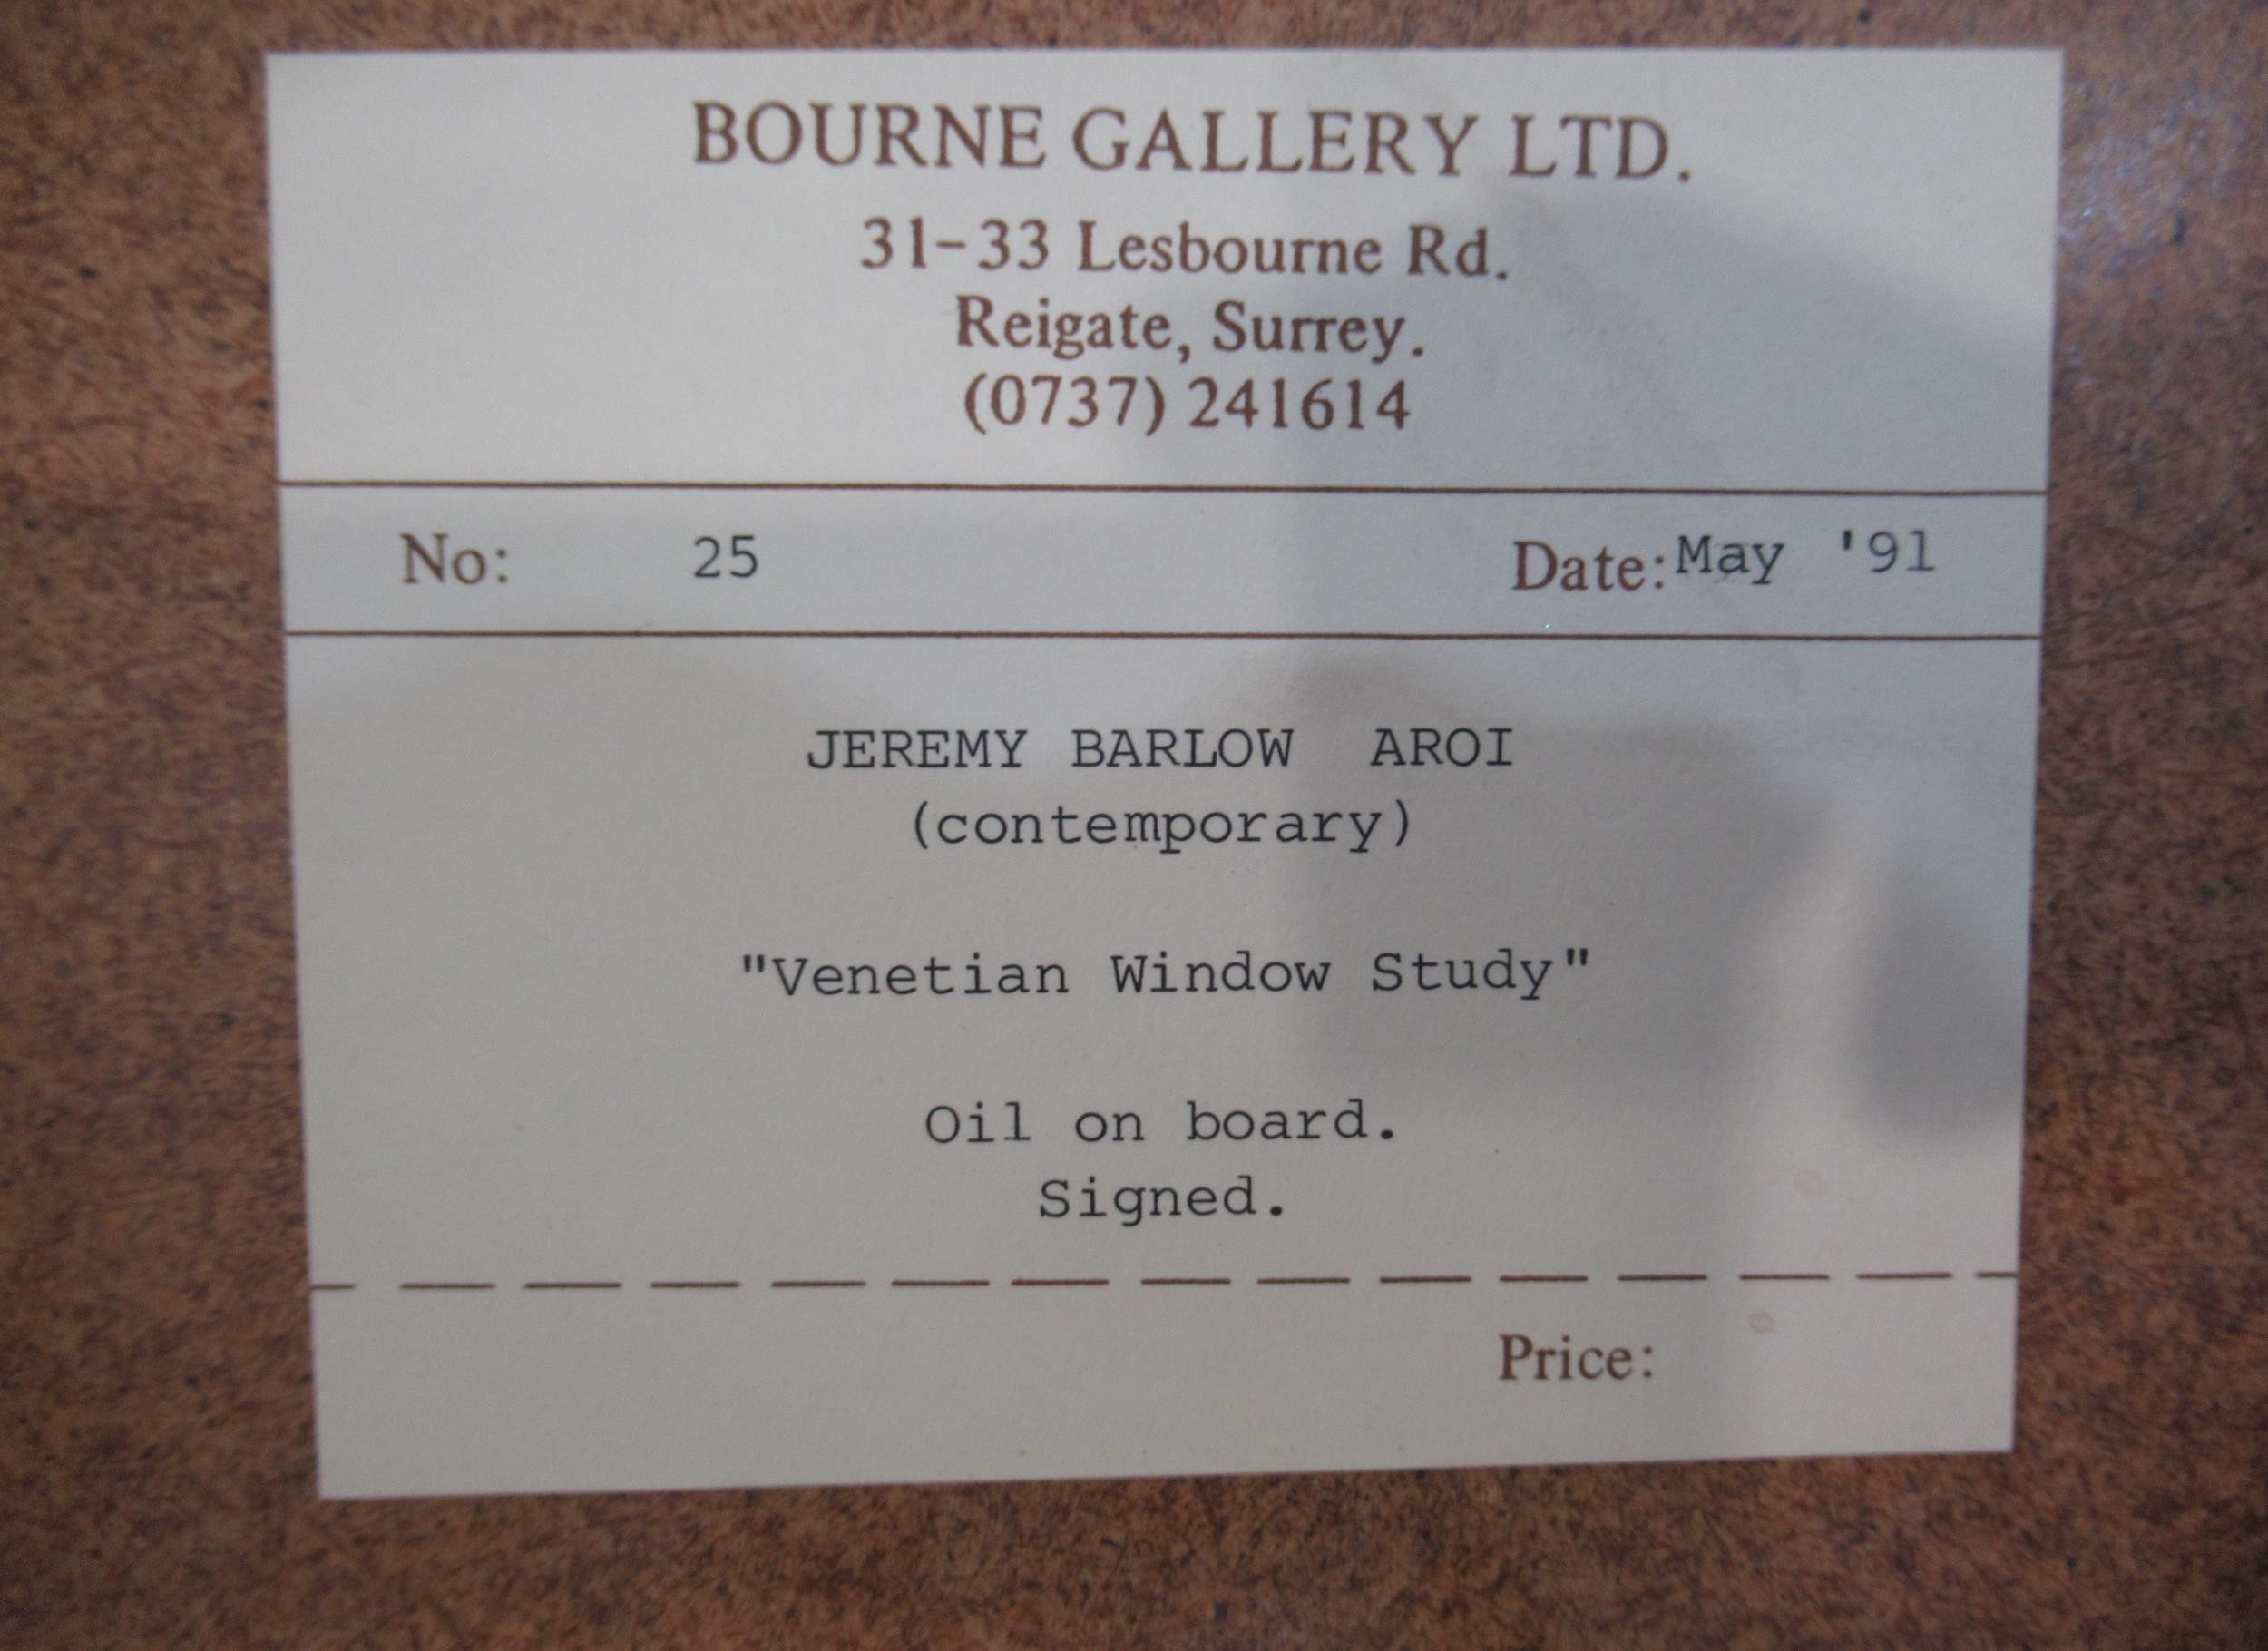 BOURNE GALLERY LTD.
31-33 Lesbourne Rd.
Reigate, Surrey.
(0737) 241614
No: 25 Date: May '91
JEREMY BARLOW AROI
(contemporary)
"Venetian Window Study"
Oil on board.
Signed.
Price: